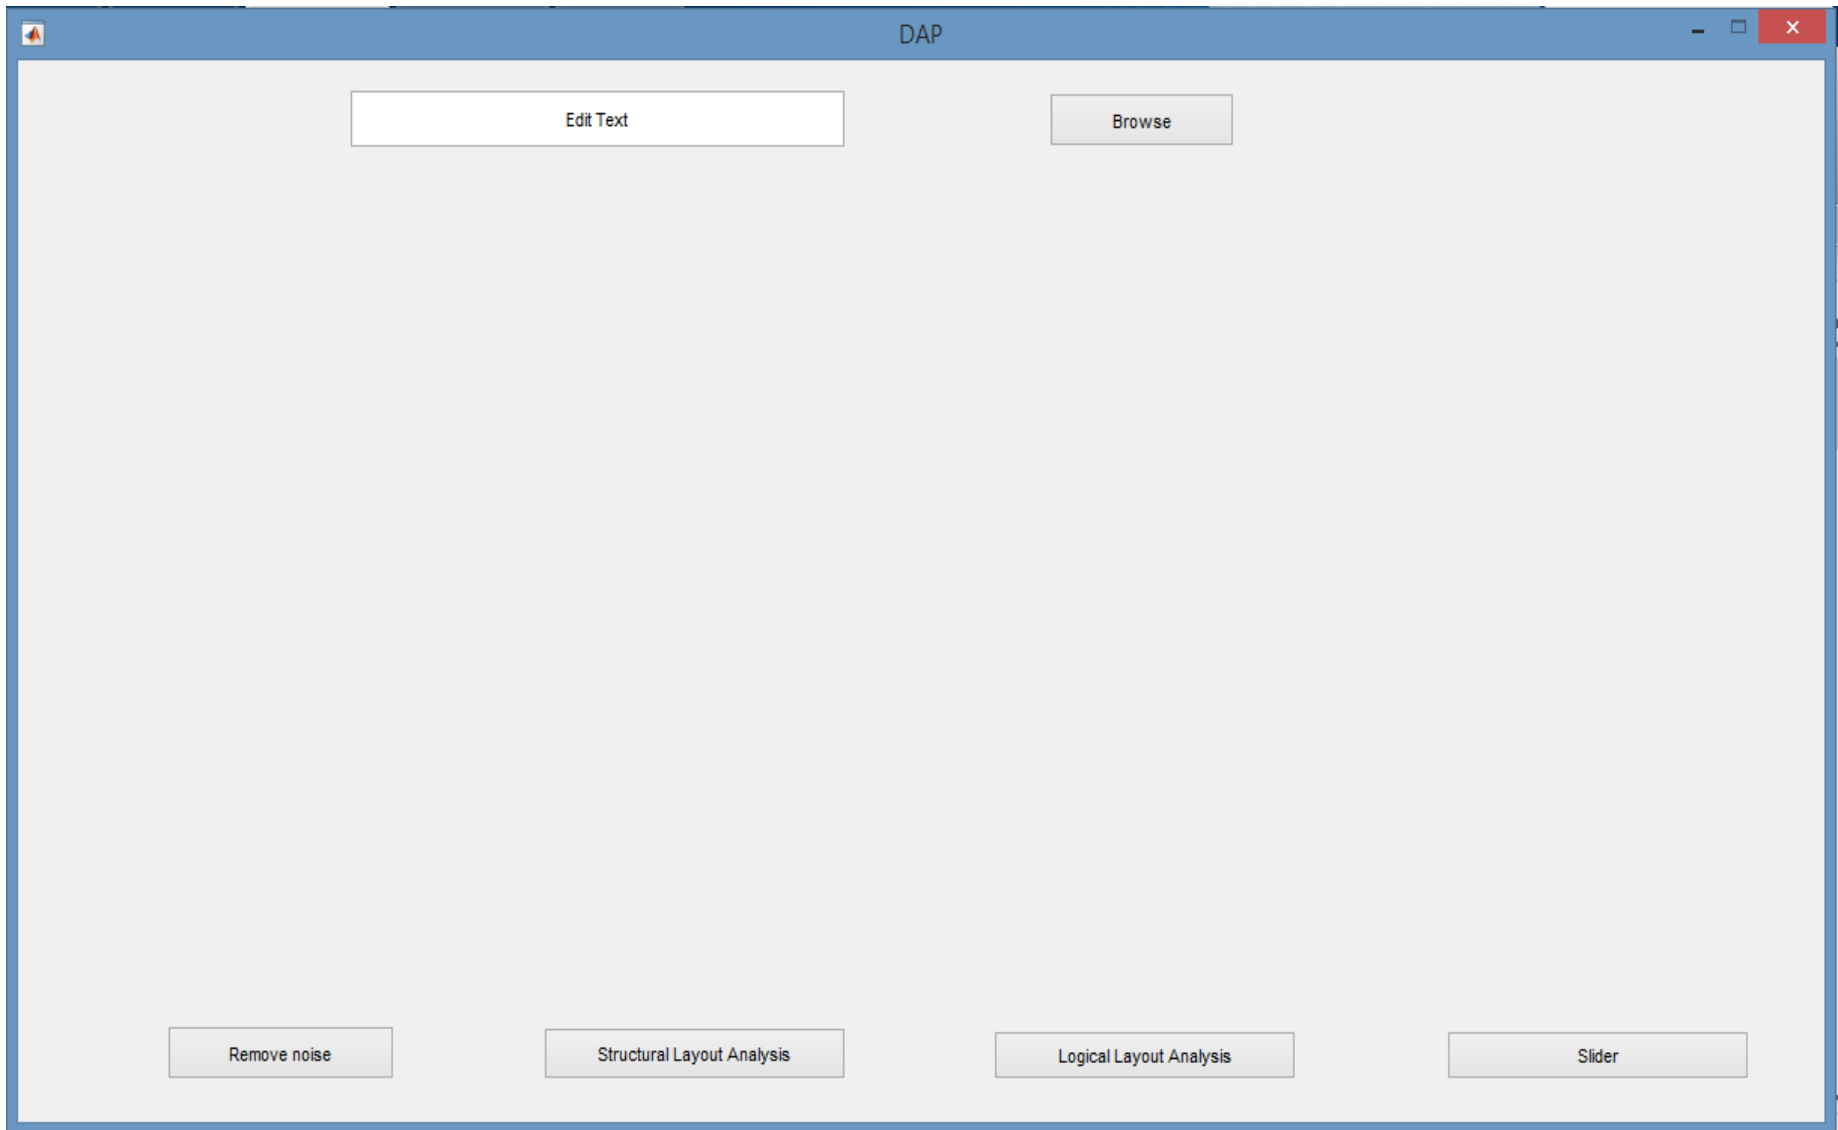 DAP
Edit Text
Browse
Remove noise
Structural Layout Analysis
Logical Layout Analysis
Slider